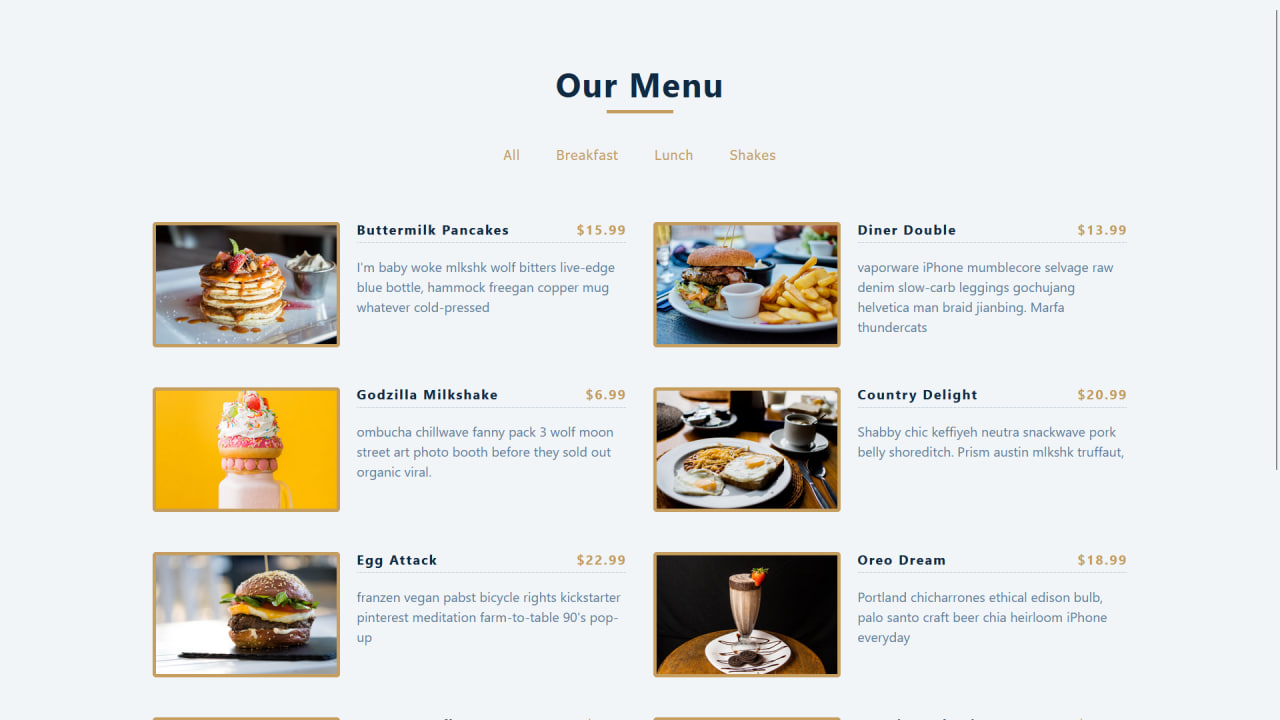 Our Menu
All Breakfast Lunch Shakes
Buttermilk Pancakes $15.99
I'm baby woke mlkshk wolf bitters live-edge
blue bottle, hammock freegan copper mug
whatever cold-pressed
Diner Double $13.99
vaporware iPhone mumblecore selvage raw
denim slow-carb leggings gochujang
helvetica man braid jianbing. Marfa
thundercats
Godzilla Milkshake $6.99
ombucha chillwave fanny pack 3 wolf moon
street art photo booth before they sold out
organic viral.
Country Delight $20.99
Shabby chic keffiyeh neutra snackwave pork
belly shoreditch. Prism austin mlkshk truffaut,
Egg Attack $22.99
franzen vegan pabst bicycle rights kickstarter
pinterest meditation farm-to-table 90's pop-
up
Oreo Dream $18.99
Portland chicharrones ethical edison bulb,
palo santo craft beer chia heirloom iPhone
everyday